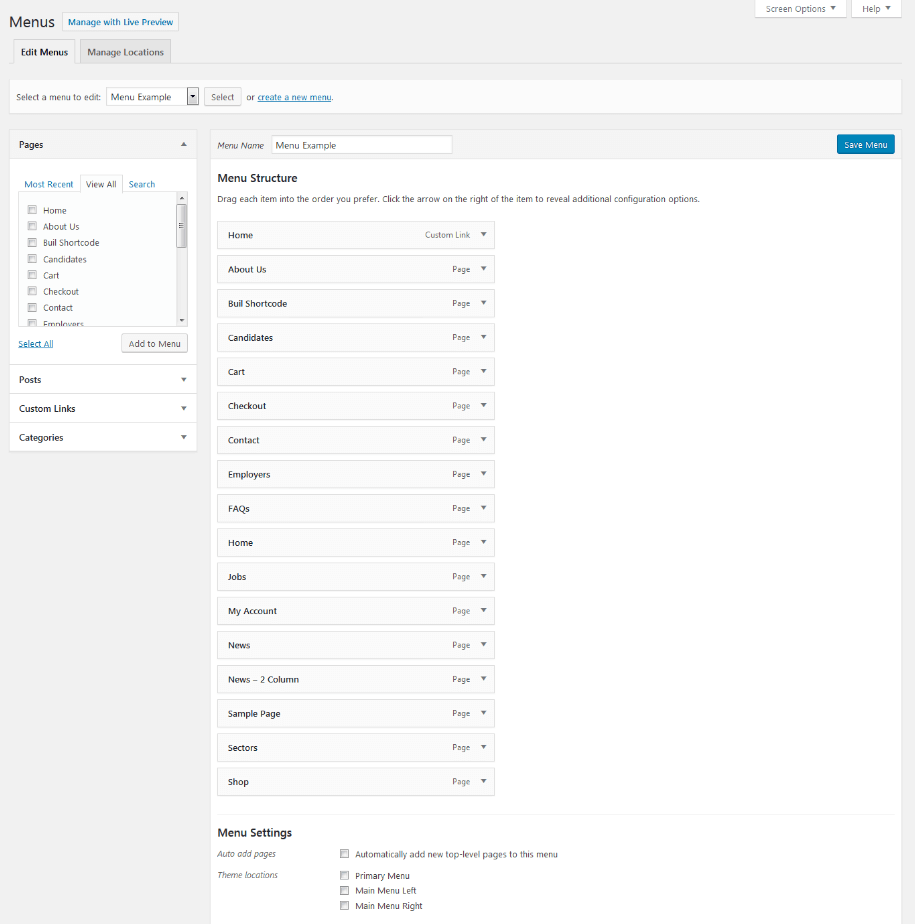 Screen Options Help
Menus Manage with Live Preview
Edit Menus Manage Locations
Select a menu to edit: Menu Example Select or create a new menu.
Pages
Most Recent View All Search
Home
About Us
Buil Shortcode
Candidates
Cart
Checkout
Contact
Employers
Select All Add to Menu
Posts
Custom Links
Categories
Menu Name Menu Example Save Menu
Menu Structure
Drag each item into the order you prefer. Click the arrow on the right of the item to reveal additional configuration options.
Home Custom Link
About Us Page
Buil Shortcode Page
Candidates Page
Cart Page
Checkout Page
Contact Page
Employers Page
FAQs Page
Home Page
Jobs Page
My Account Page
News Page
News – 2 Column Page
Sample Page Page
Sectors Page
Shop Page
Menu Settings
Auto add pages Automatically add new top-level pages to this menu
Theme locations Primary Menu
Main Menu Left
Main Menu Right